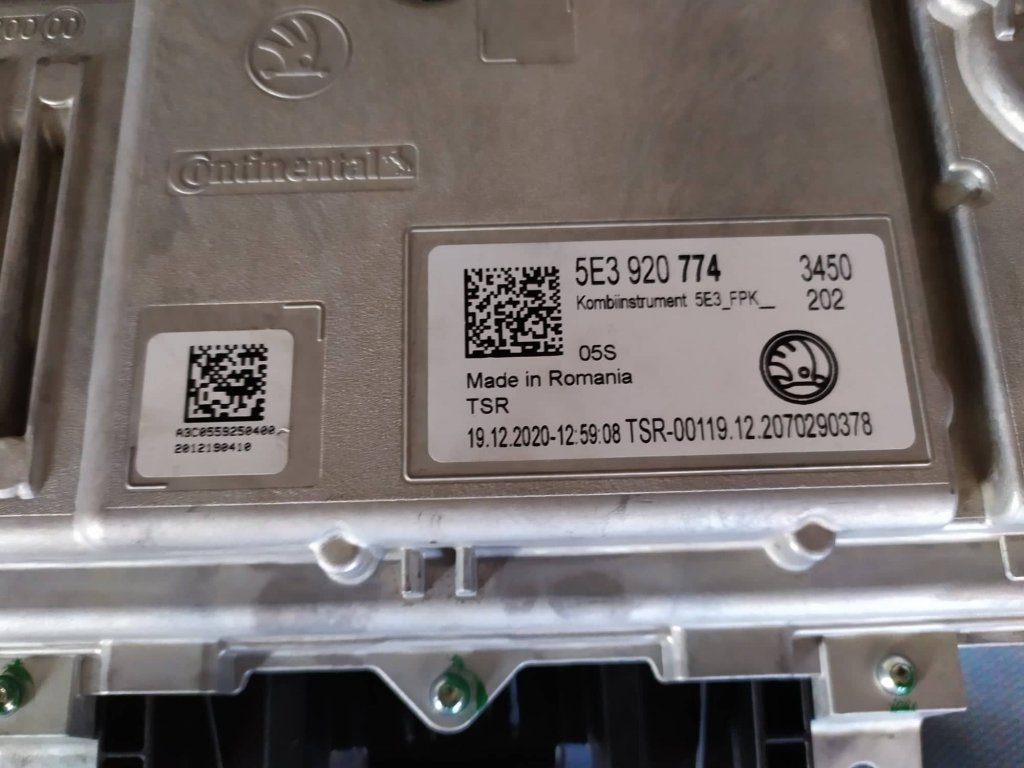 Continental
5E3 920 774 3450
Kombiinstrument 5E3_FPK__ 202
05S
Made in Romania
TSR
19.12.2020-12:59:08 TSR-00119.12.2070290378
A3C0559250400
2012190410